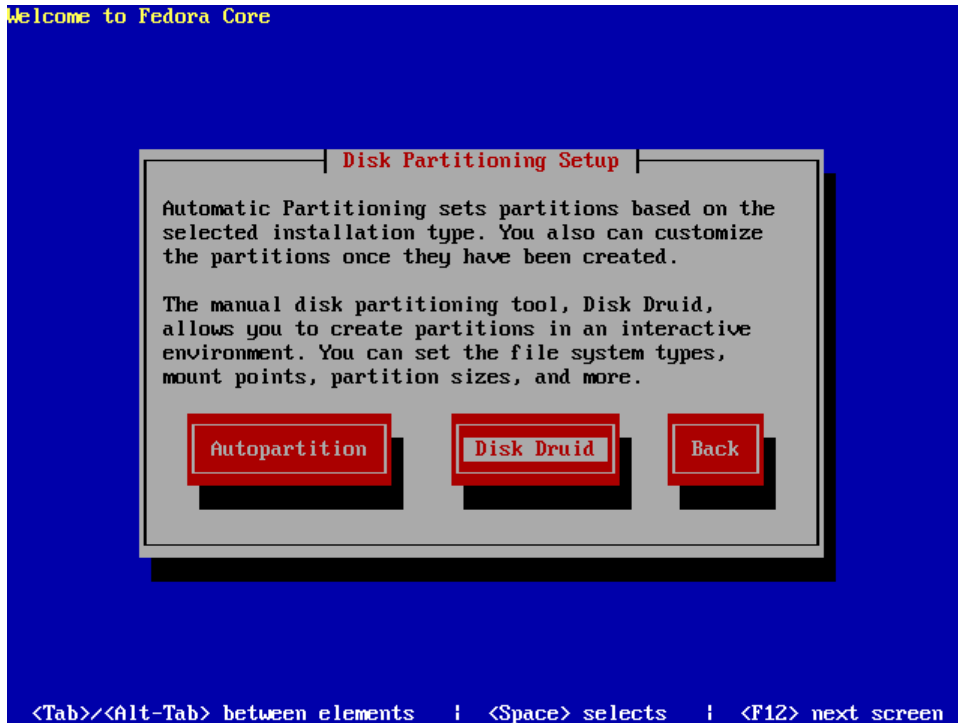 Welcome to Fedora Core
Disk Partitioning Setup
Automatic Partitioning sets partitions based on the
selected installation type. You also can customize
the partitions once they have been created.
The manual disk partitioning tool, Disk Druid,
allows you to create partitions in an interactive
environment. You can set the file system types,
mount points, partition sizes, and more.
Autopartition Disk Druid Back
<Tab>/<Alt-Tab> between elements | <Space> selects | <F12> next screen